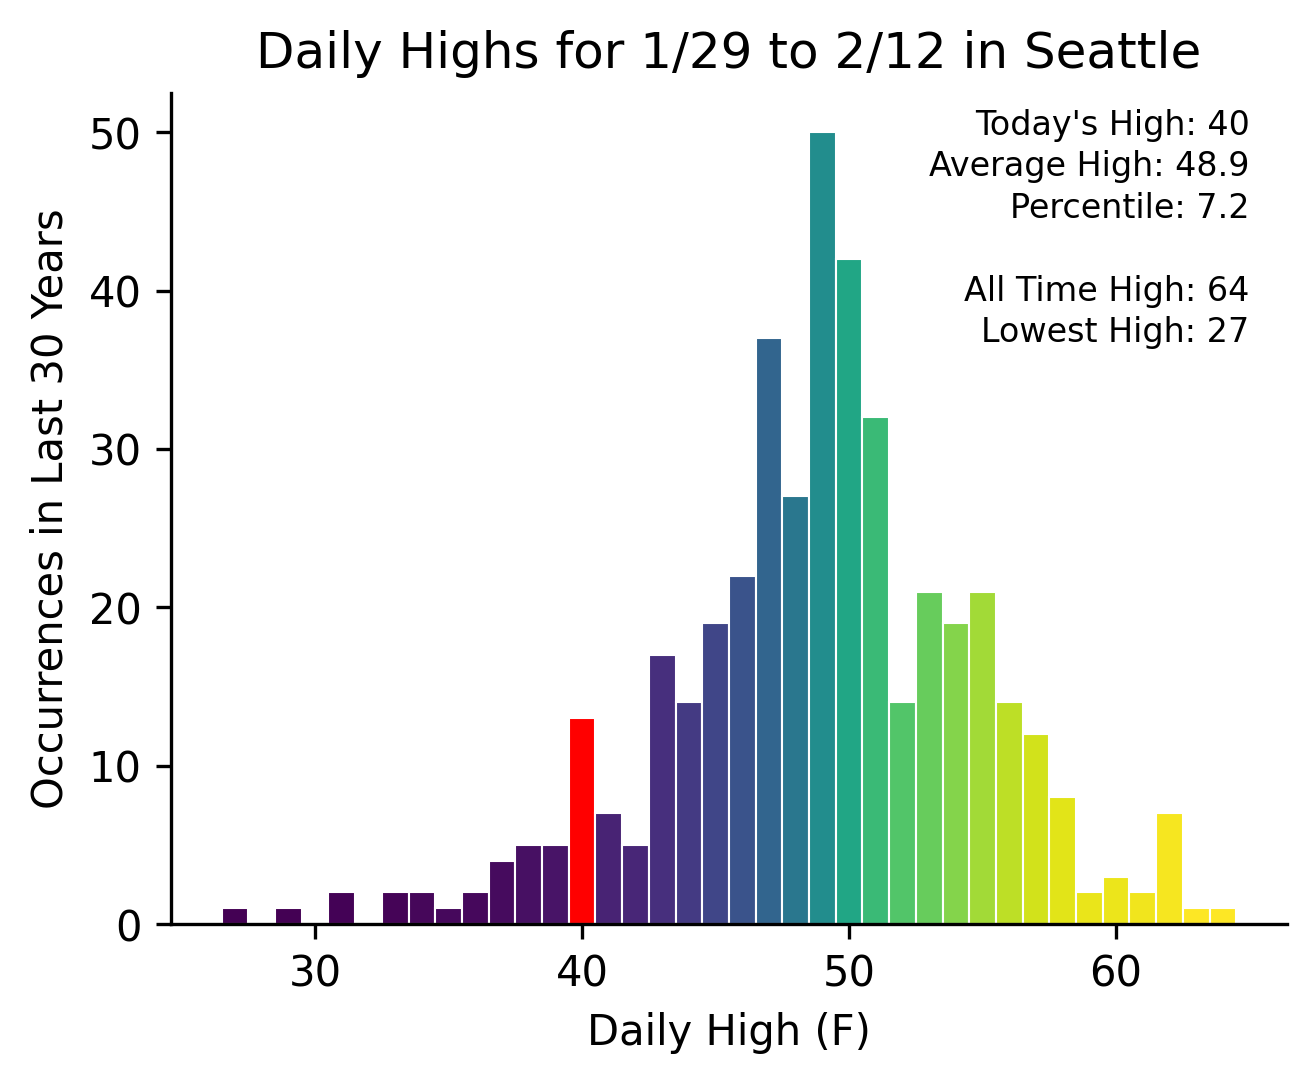 Daily Highs for 1/29 to 2/12 in Seattle
Today's High: 40
Average High: 48.9
Percentile: 7.2
All Time High: 64
Lowest High: 27
Occurrences in Last 30 Years
50
40
30
20
10
0
30 40 50 60
Daily High (F)